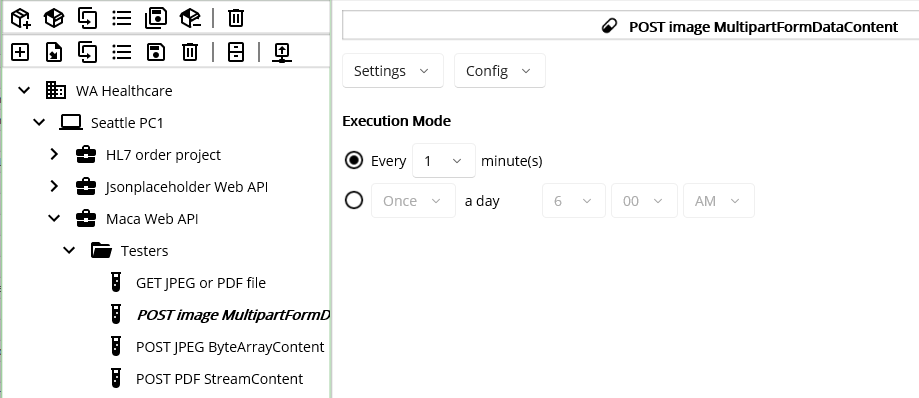 WA Healthcare
Seattle PC1
HL7 order project
Jsonplaceholder Web API
Maca Web API
Testers
GET JPEG or PDF file
POST image MultipartFormD
POST JPEG ByteArrayContent
POST PDF StreamContent
POST image MultipartFormDataContent
Settings Config
Execution Mode
Every 1 minute(s)
Once a day 6 00 AM